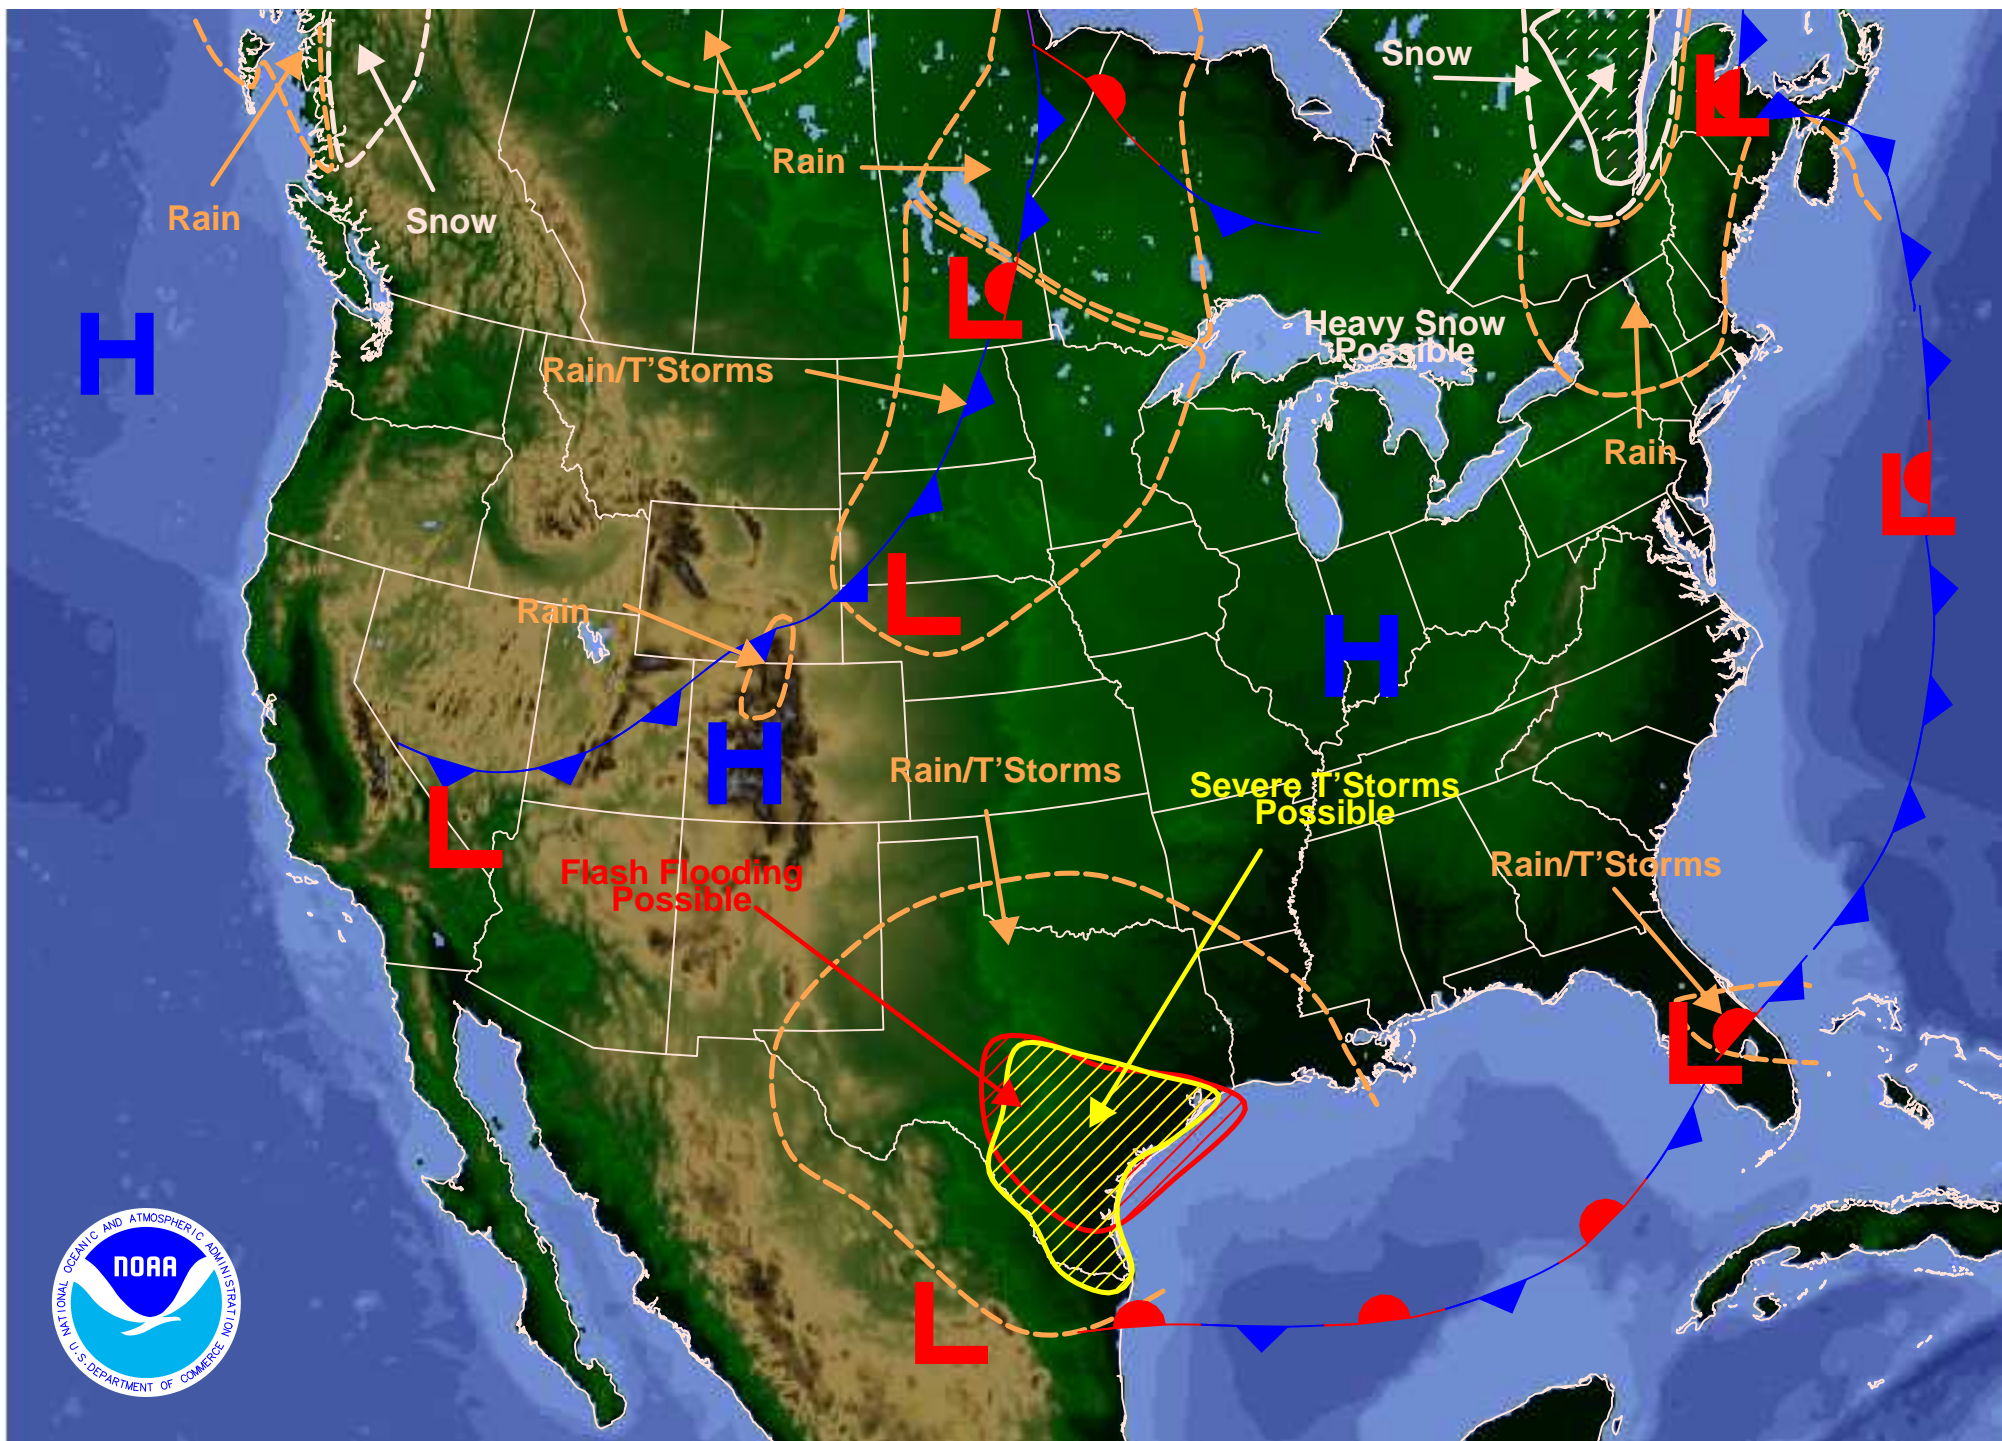 Snow
Rain
Rain
Snow
H
L
L
Heavy Snow
Possible
Rain/T'Storms
Rain
L
L
Rain
H
H
Rain/T'Storms
Severe T'Storms
Possible
L
Flash Flooding
Possible
Rain/T'Storms
L
L
NATIONAL OCEANIC AND ATMOSPHERIC ADMINISTRATION
NOAA
U.S. DEPARTMENT OF COMMERCE